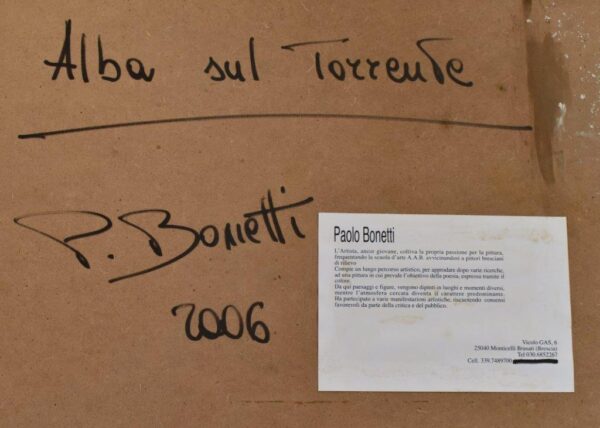 Alba sul Torrente
P. Bonetti
2006
Paolo Bonetti
L'Artista, ancor giovane, coltiva la propria passione per la pittura,
frequentando la scuola d'arte A.A.B. avvicinandosi a pittori bresciani
di rilievo
Compie un lungo percorso artistico, per approdare dopo varie ricerche,
ad una pittura in cui prevale l'obiettivo della poesia, espressa tramite il
colore.
Da qui paesaggi e figure, vengono dipinti in luoghi e momenti diversi,
mentre l'atmosfera cercata diventa il carattere predominante.
Ha partecipato a varie manifestazioni artistiche, riscuotendo consensi
favorevoli da parte della critica e del pubblico.
Vicolo GAS, 6
25040 Monticelli Brusati (Brescia)
Tel 030.6852267
Cell. 339.7489700